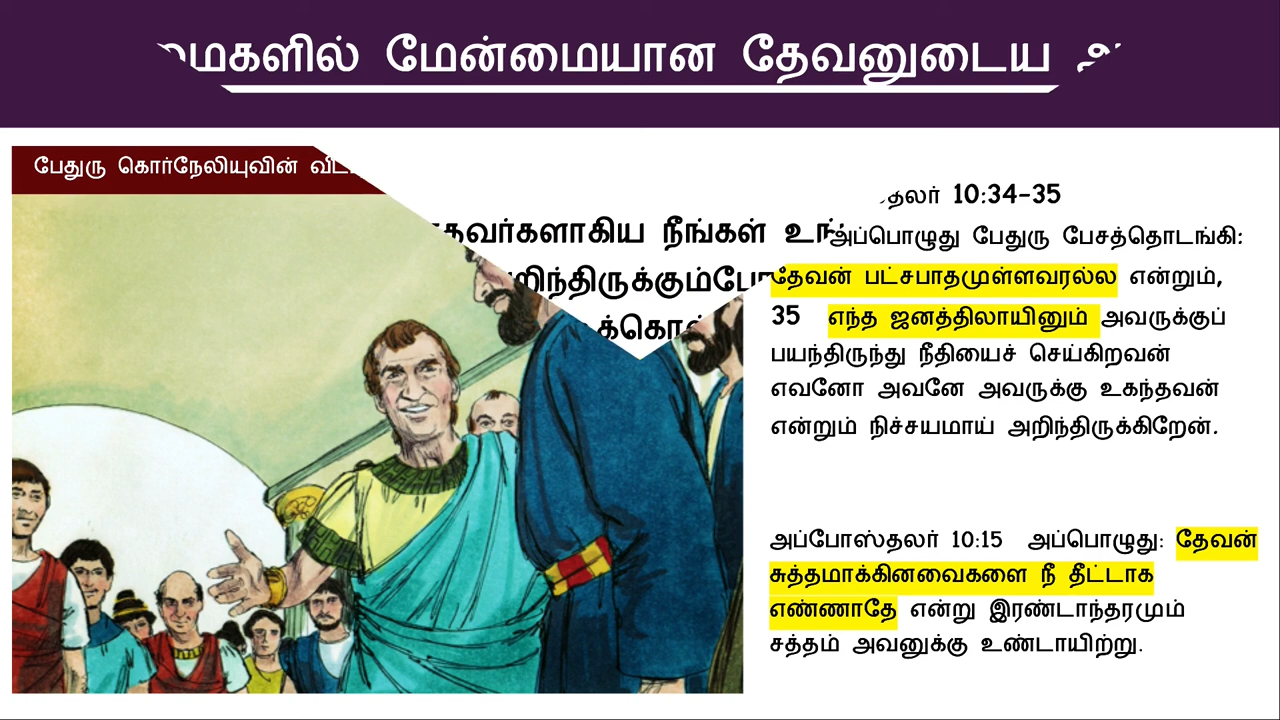 மேன்மையான தேவனுடைய
பேதுரு கொர்நேலியுவின்
10:34-35
நீங்கள்
அப்பொழுது பேதுரு பேசத்தொடங்கி:
தேவன் பட்சபாதமுள்ளவரல்ல என்றும்,
35 எந்த ஜனத்திலாயினும் அவருக்குப்
பயந்திருந்து நீதியைச் செய்கிறவன்
எவனோ அவனே அவருக்கு உகந்தவன்
என்றும் நிச்சயமாய் அறிந்திருக்கிறேன்.
அப்போஸ்தலர் 10:15 அப்பொழுது: தேவன்
சுத்தமாக்கினவைகளை நீ தீட்டாக
எண்ணாதே என்று இரண்டாந்தரமும்
சத்தம் அவனுக்கு உண்டாயிற்று.